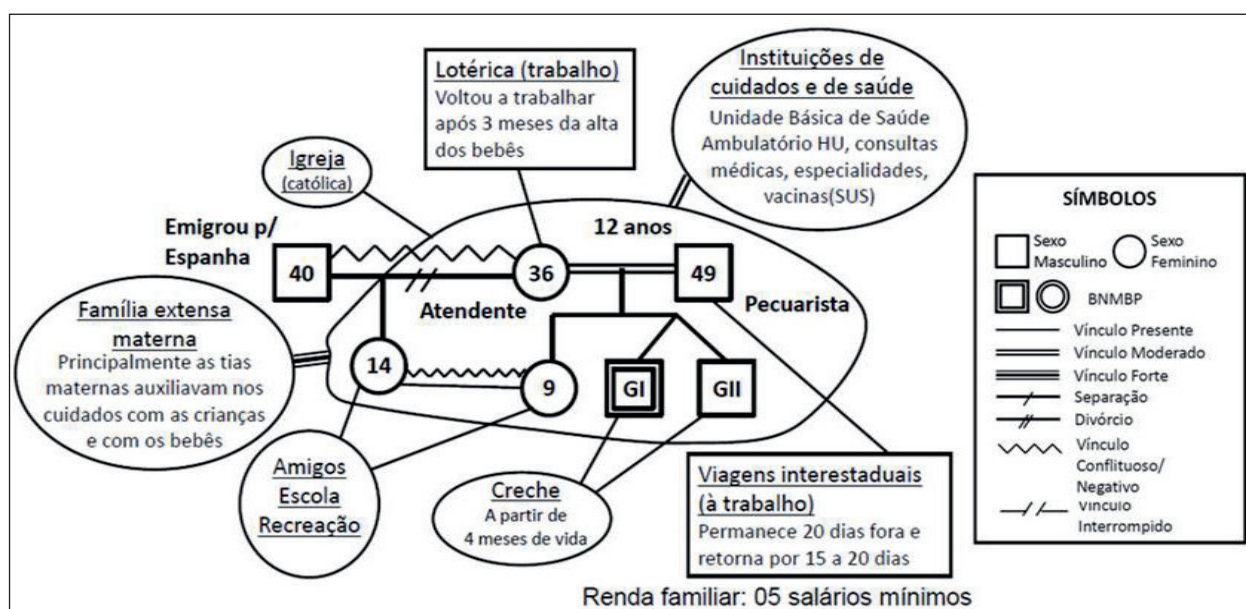 Lotérica (trabalho)
Voltou a trabalhar
após 3 meses da alta
dos bebês
Instituições de
cuidados e de saúde
Unidade Básica de Saúde
Ambulatório HU, consultas
médicas, especialidades,
vacinas(SUS)
Igreja
(católica)
Emigrou p/
Espanha
40
36
12 anos
49
Atendente
Pecuarista
Família extensa
materna
Principalmente as tias
maternas auxiliavam nos
cuidados com as crianças
e com os bebês
14
9
GI
GII
Amigos
Escola
Recreação
Creche
A partir de
4 meses de vida
Viagens interestaduais
(à trabalho)
Permanece 20 dias fora e
retorna por 15 a 20 dias
Renda familiar: 05 salários mínimos
SÍMBOLOS
Sexo
Masculino
Sexo
Feminino
BNMBP
Vínculo Presente
Vínculo Moderado
Vínculo Forte
Separação
Divórcio
Vínculo
Conflituoso/
Negativo
Vínculo
Interrompido